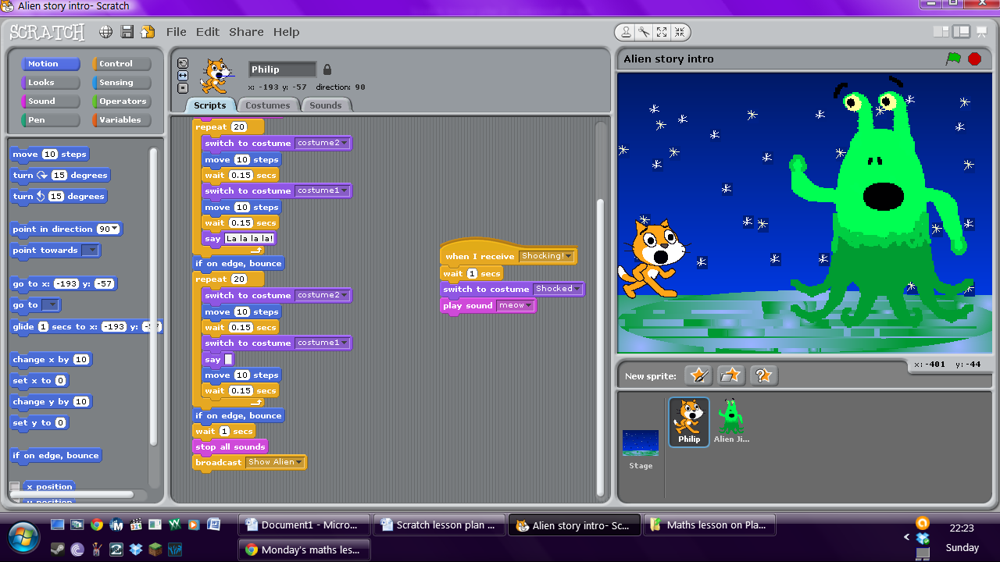 Alien story intro- Scratch
SCRATCH
File Edit Share Help
Motion
Control
Looks
Sensing
Sound
Operators
Pen
Variables
move 10 steps
turn 15 degrees
turn 15 degrees
point in direction 90
point towards
go to x: -193 y: -57
go to
glide 1 secs to x: -193 y:
change x by 10
set x to 0
change y by 10
set y to 0
if on edge, bounce
x position
Philip
x: -193 y: -57 direction: 90
Scripts
Costumes
Sounds
repeat 20
switch to costume costume2
move 10 steps
wait 0.15 secs
switch to costume costume1
move 10 steps
wait 0.15 secs
say La la la la!
if on edge, bounce
repeat 20
switch to costume costume2
move 10 steps
wait 0.15 secs
switch to costume costume1
say
move 10 steps
wait 0.15 secs
if on edge, bounce
wait 1 secs
stop all sounds
broadcast Show Alien
when I receive Shocking!
wait 1 secs
switch to costume Shocked
play sound meow
Alien story intro
x: -401 y: -44
New sprite:
Philip
Alien Ji...
Stage
Document1 - Micro...
Scratch lesson plan ...
Alien story intro- Sc...
Maths lesson on Pla...
Monday's maths les...
22:23
Sunday